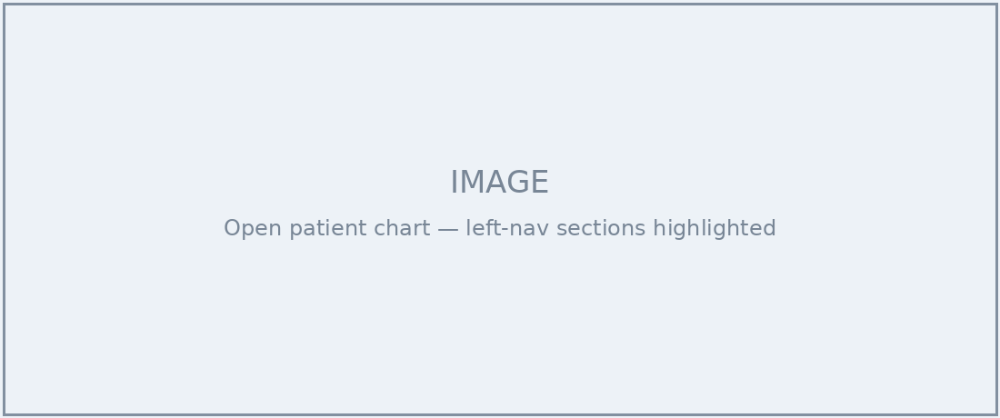 IMAGE
Open patient chart — left-nav sections highlighted